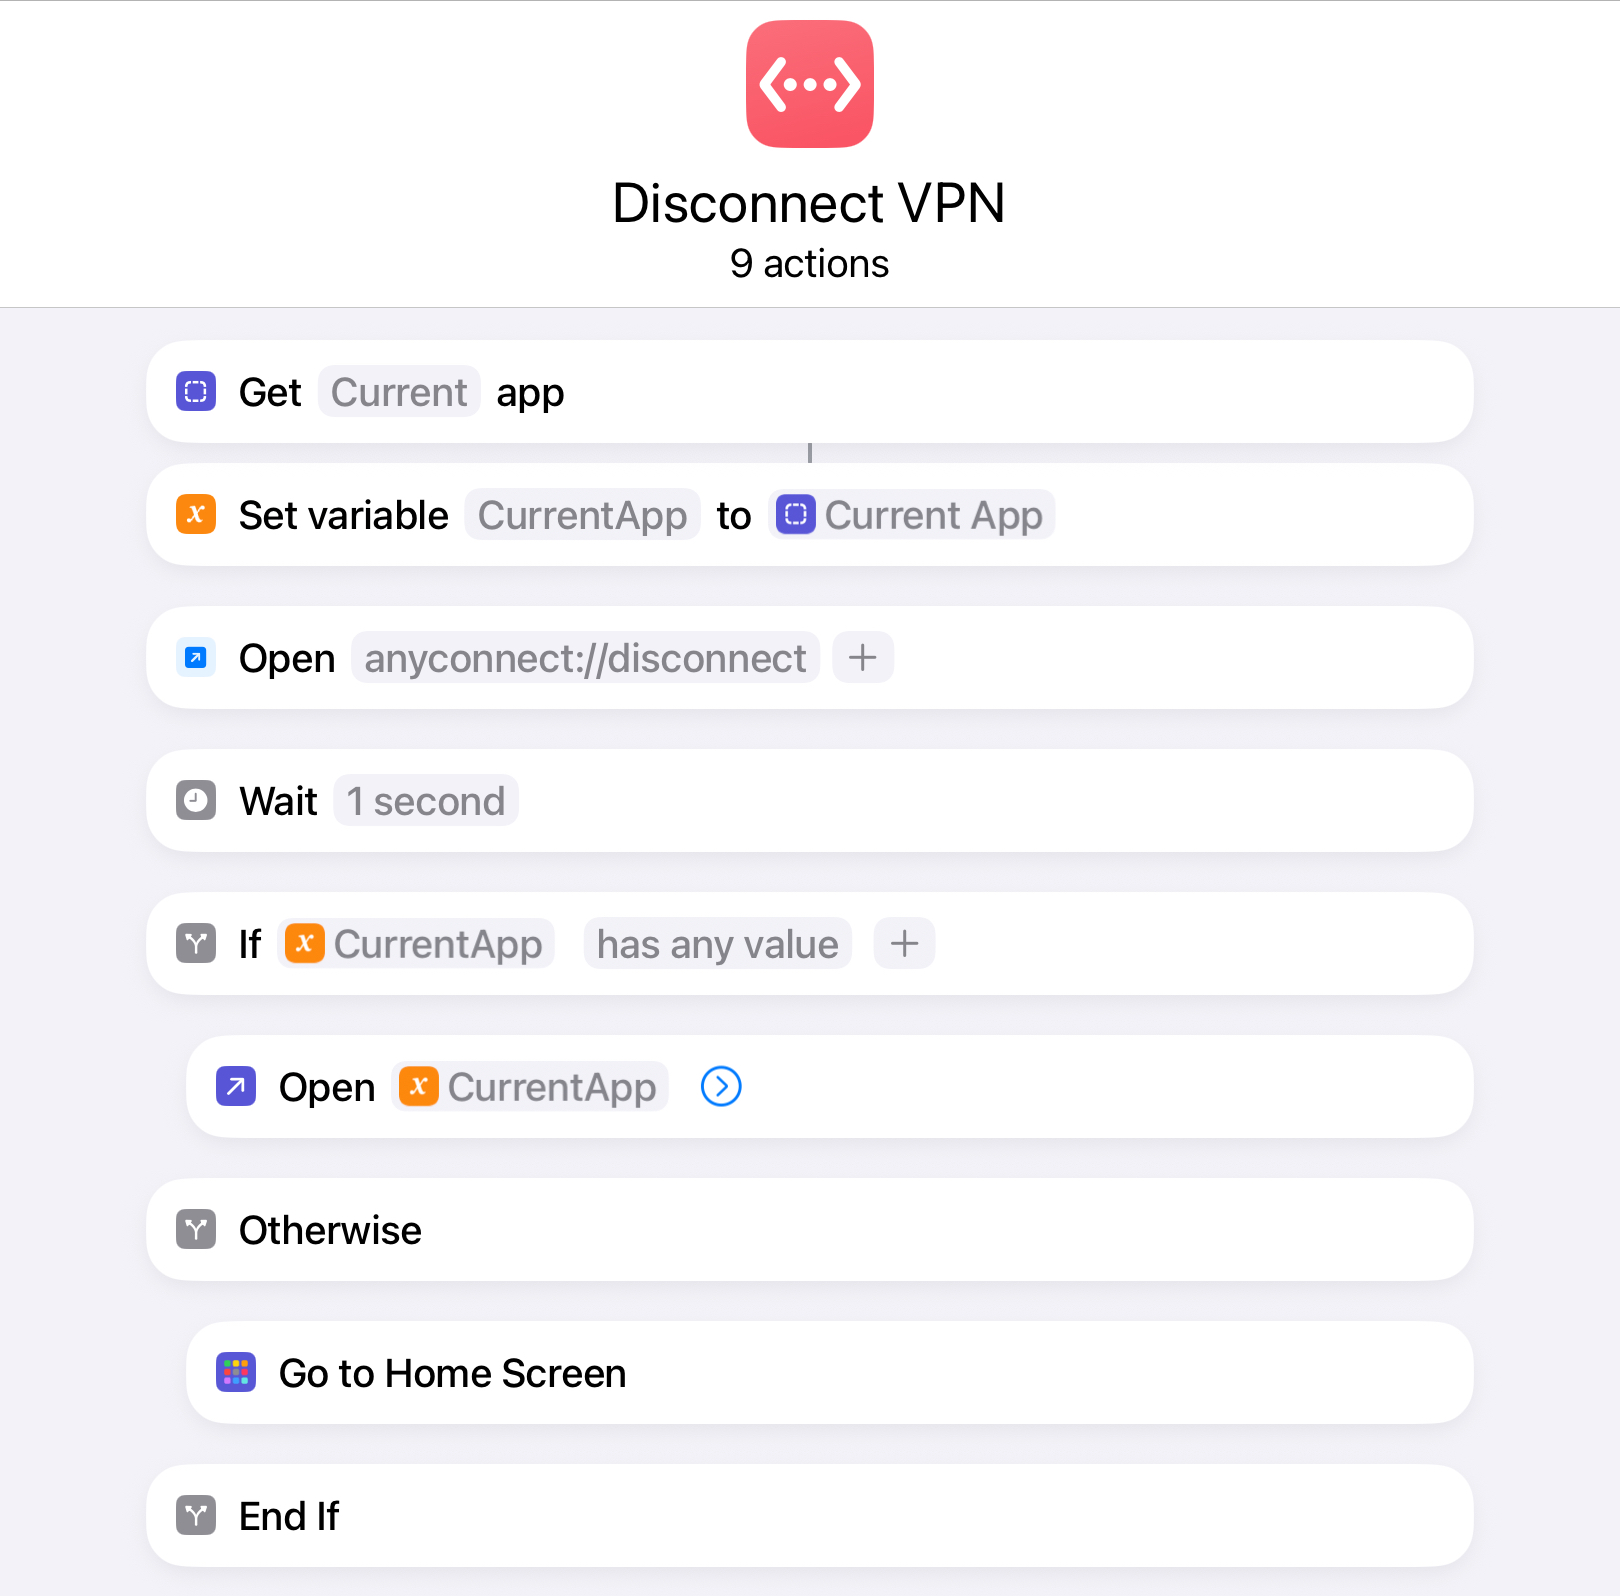 Disconnect VPN
9 actions
Get Current app
Set variable CurrentApp to Current App
Open anyconnect://disconnect
Wait 1 second
If CurrentApp has any value
Open CurrentApp
Otherwise
Go to Home Screen
End If